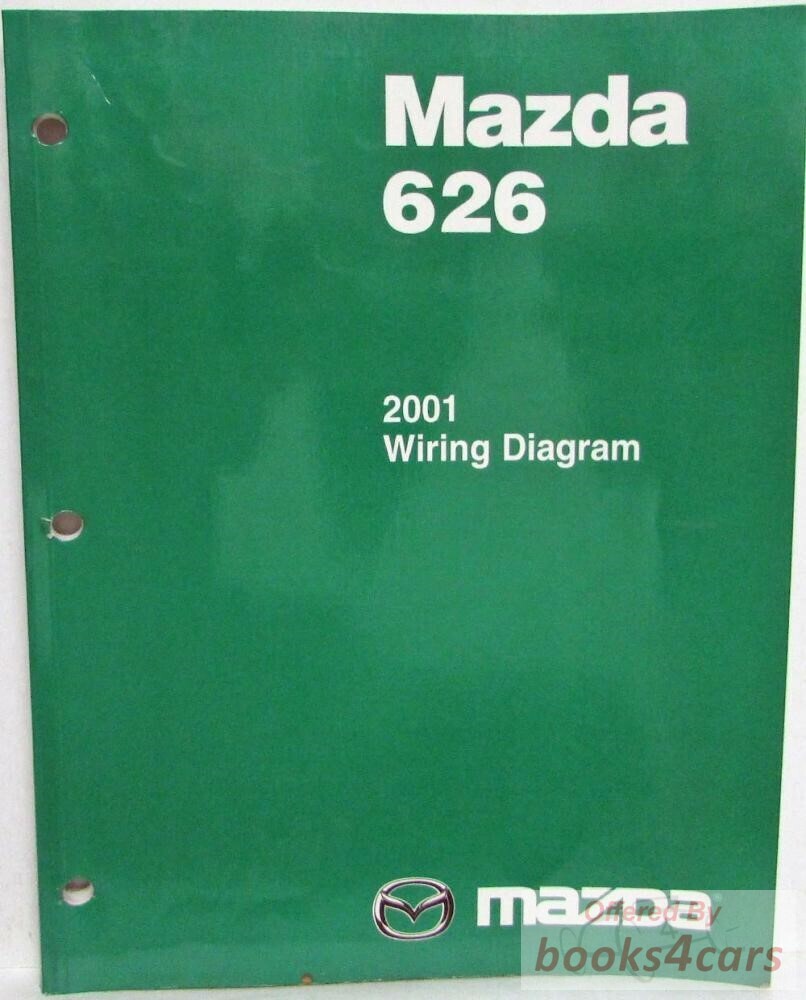 Mazda
626
2001
Wiring Diagram
mazda
Offered By
books4cars